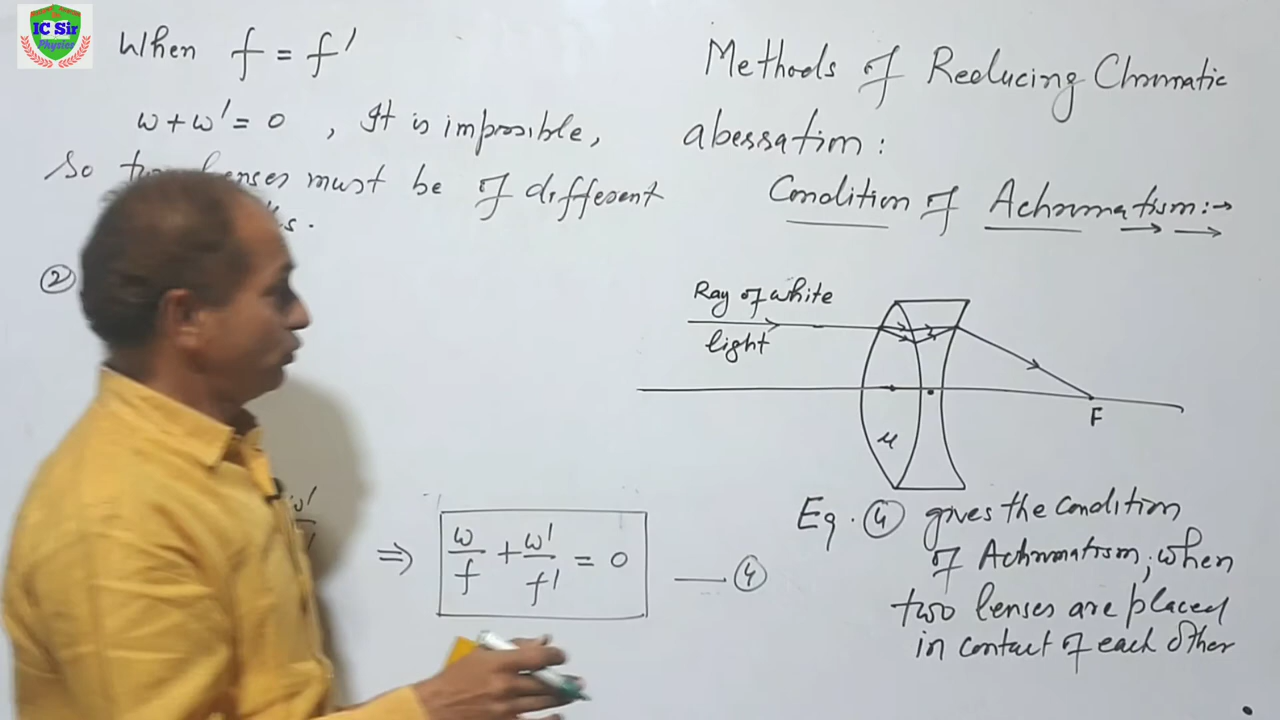 IC Sir
Physics
When f = f'
ω + ω' = 0 , It is impossible,
So two lenses must be of different
s.
②
ω'
⇒ ω/f + ω'/f' = 0 — ④
Methods of Reducing Chromatic
aberration :
Condition of Achromatism :→
Ray of white
light
μ
F
Eq. ④ gives the condition
of Achromatism, when
two lenses are placed
in contact of each other